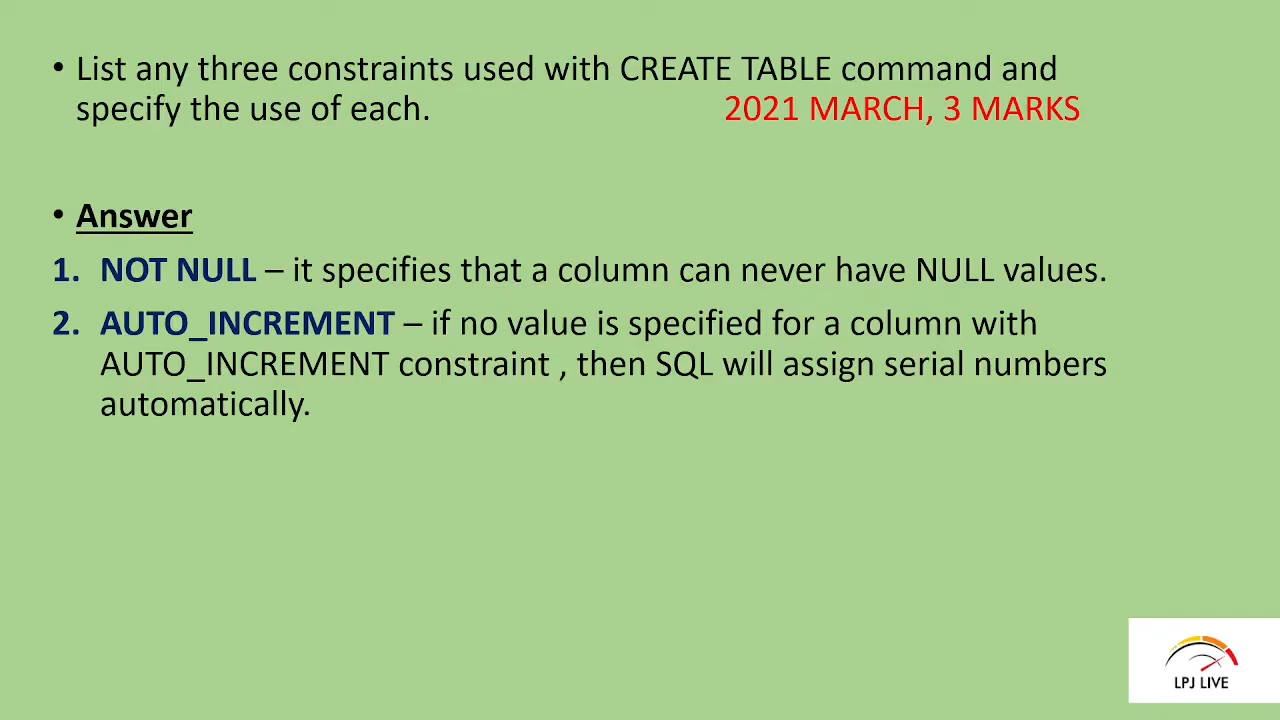 • List any three constraints used with CREATE TABLE command and
specify the use of each. 2021 MARCH, 3 MARKS
• Answer
1. NOT NULL – it specifies that a column can never have NULL values.
2. AUTO_INCREMENT – if no value is specified for a column with
AUTO_INCREMENT constraint , then SQL will assign serial numbers
automatically.
LPJ LIVE